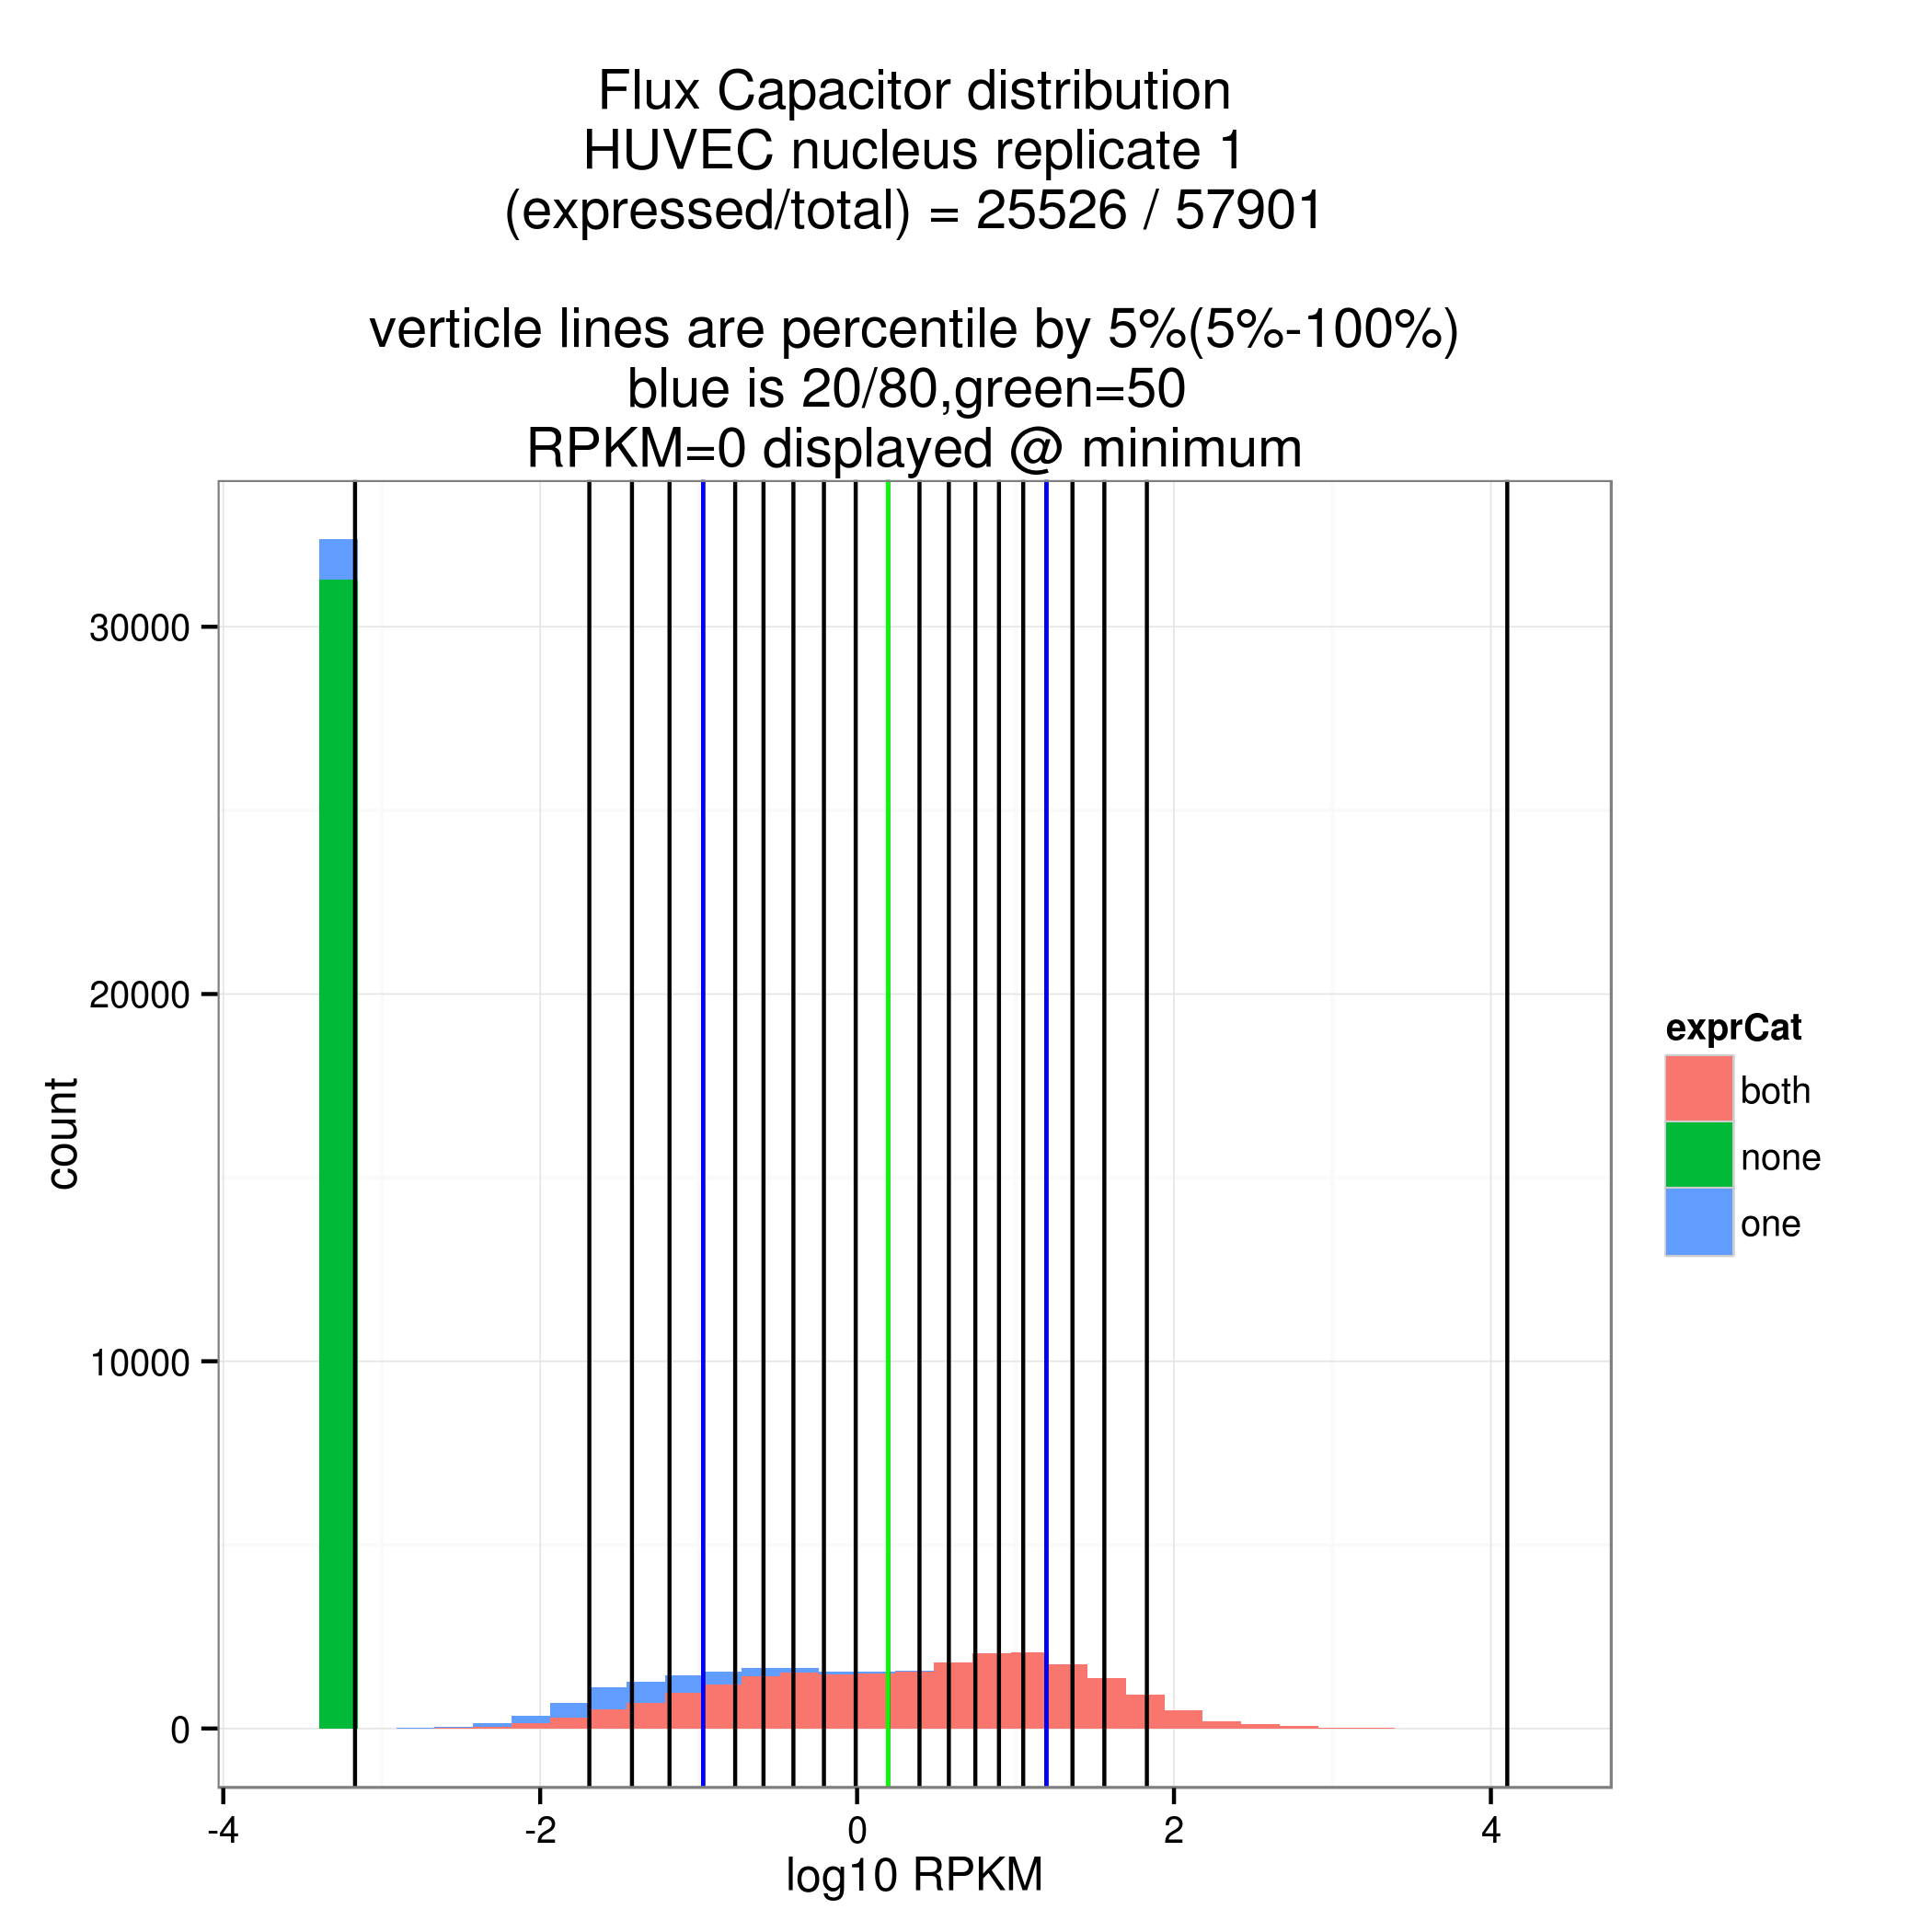 Flux Capacitor distribution
HUVEC nucleus replicate 1
(expressed/total) = 25526 / 57901
verticle lines are percentile by 5%(5%-100%)
blue is 20/80,green=50
RPKM=0 displayed @ minimum
30000
20000
10000
0
count
-4
-2
0
2
4
log10 RPKM
exprCat
both
none
one